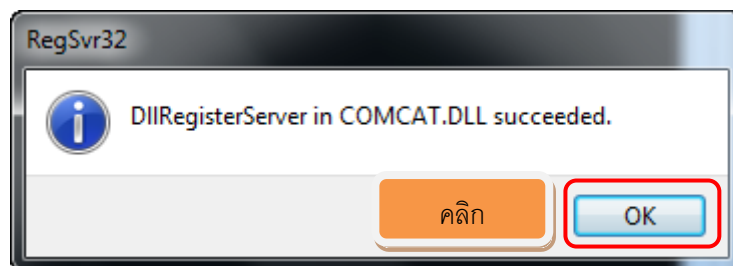 RegSvr32
DllRegisterServer in COMCAT.DLL succeeded.
คลิก
OK